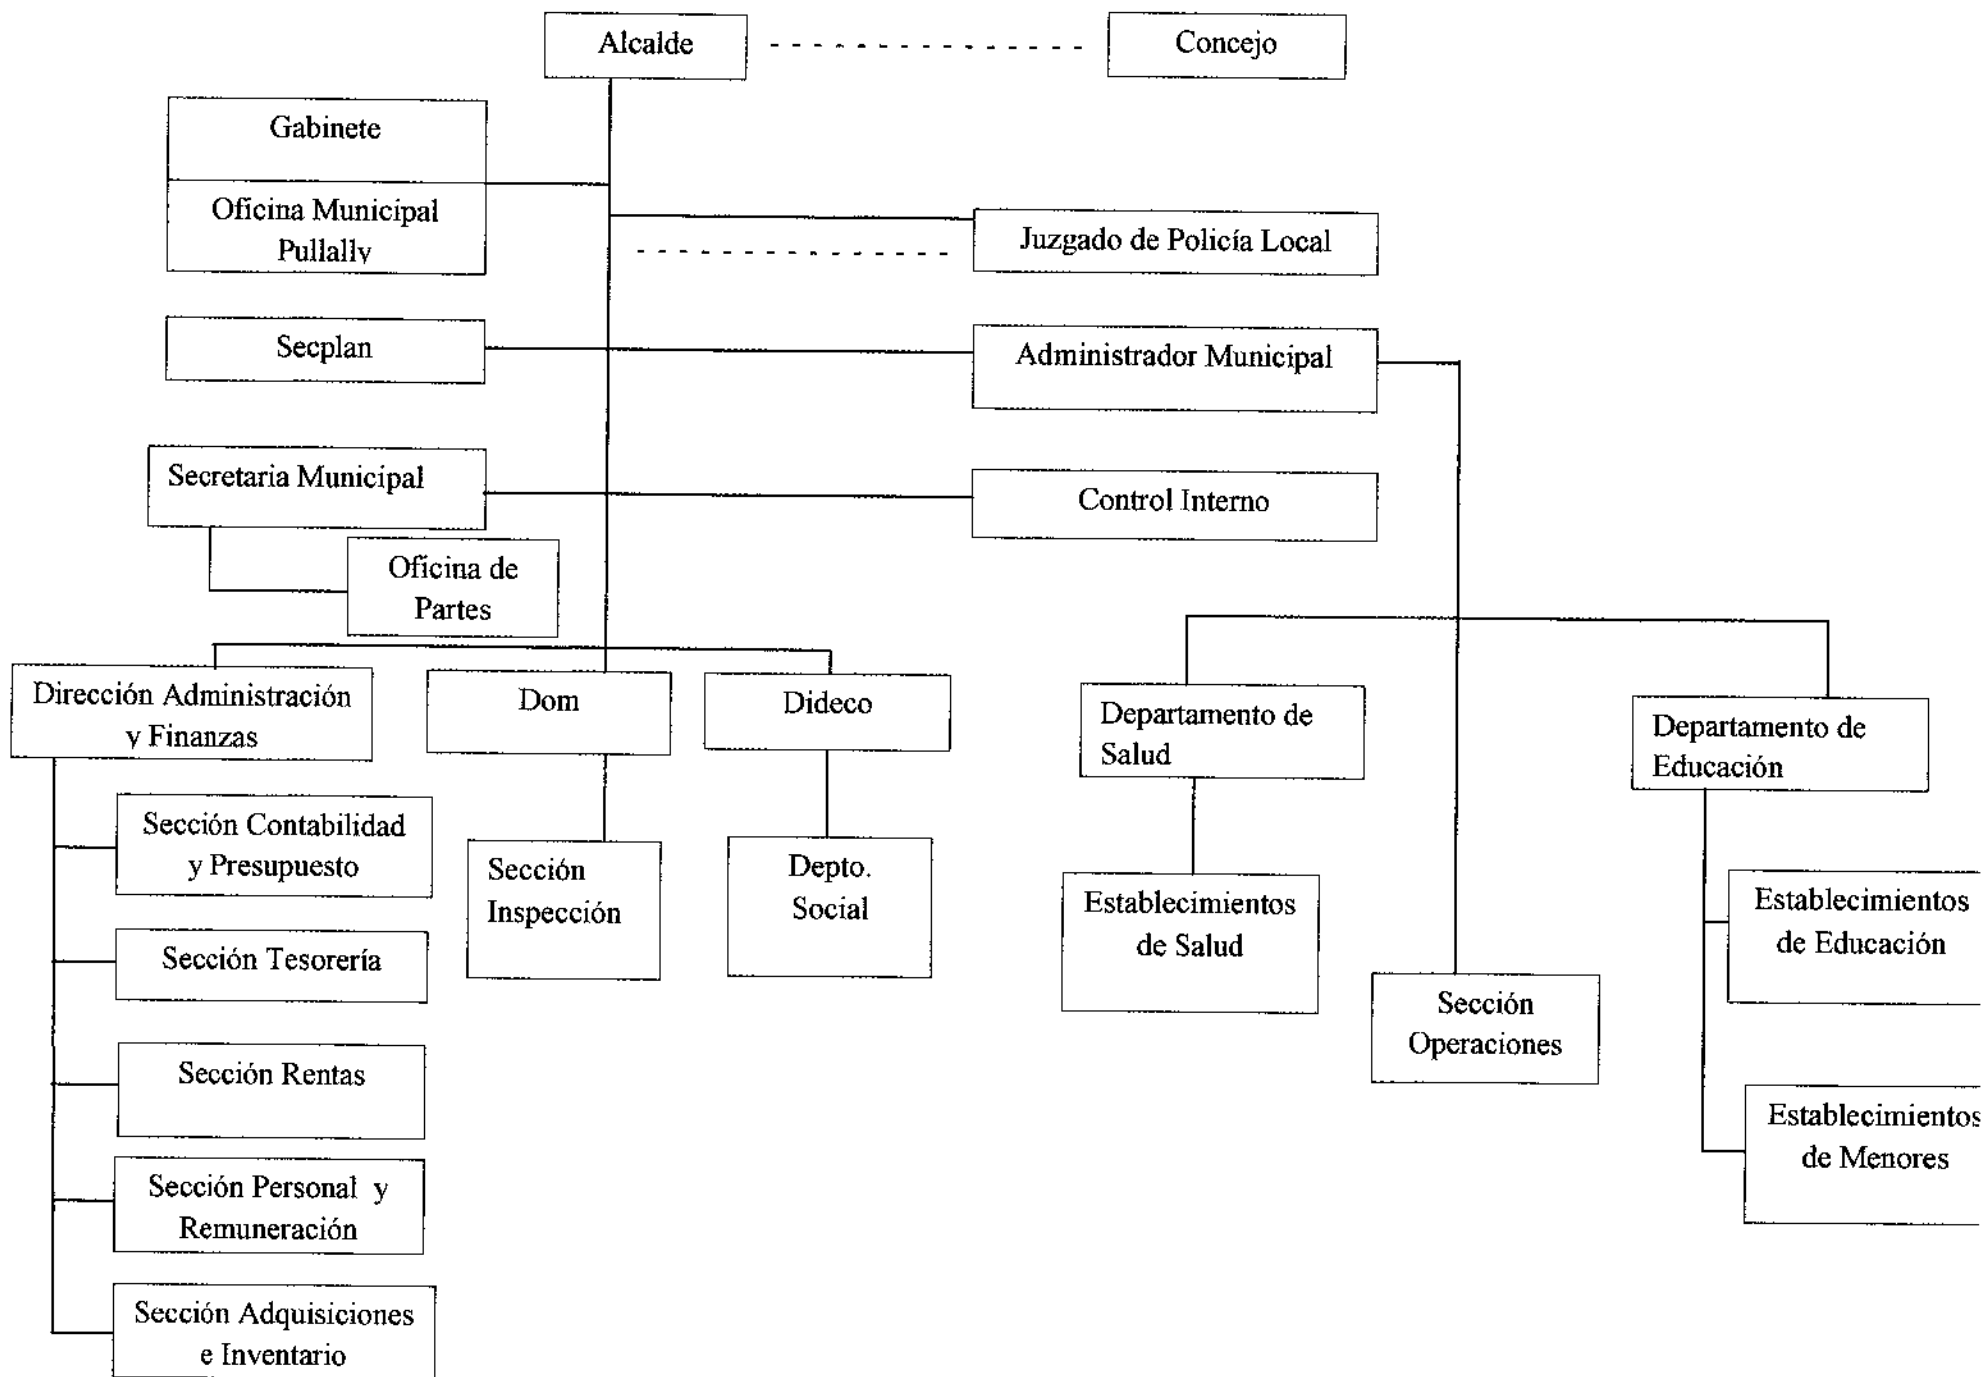 Alcalde
Concejo
Gabinete
Oficina Municipal
Pullally
Juzgado de Policía Local
Secplan
Administrador Municipal
Secretaria Municipal
Control Interno
Oficina de
Partes
Dirección Administración
y Finanzas
Dom
Dideco
Departamento de
Salud
Departamento de
Educación
Sección Contabilidad
y Presupuesto
Sección
Inspección
Depto.
Social
Establecimientos
de Salud
Establecimientos
de Educación
Sección Tesorería
Sección
Operaciones
Sección Rentas
Establecimientos
de Menores
Sección Personal y
Remuneración
Sección Adquisiciones
e Inventario